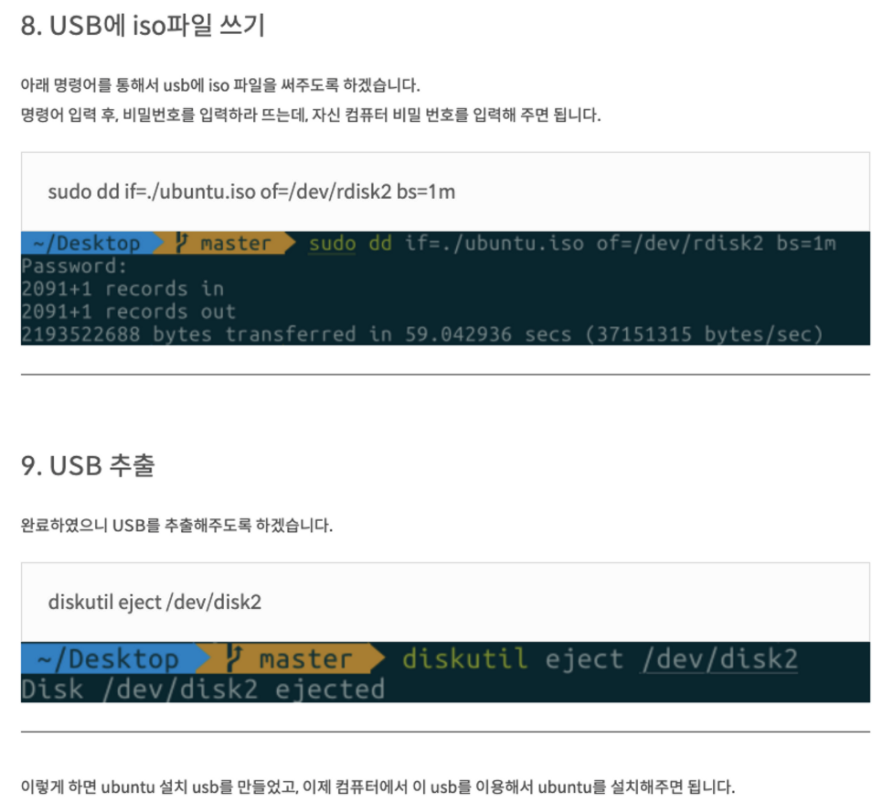 8. USB에 iso파일 쓰기
아래 명령어를 통해서 usb에 iso 파일을 써주도록 하겠습니다.
명령어 입력 후, 비밀번호를 입력하라 뜨는데, 자신 컴퓨터 비밀 번호를 입력해 주면 됩니다.
sudo dd if=./ubuntu.iso of=/dev/rdisk2 bs=1m
~/Desktop master sudo dd if=./ubuntu.iso of=/dev/rdisk2 bs=1m
Password:
2091+1 records in
2091+1 records out
2193522688 bytes transferred in 59.042936 secs (37151315 bytes/sec)
9. USB 추출
완료하였으니 USB를 추출해주도록 하겠습니다.
diskutil eject /dev/disk2
~/Desktop master diskutil eject /dev/disk2
Disk /dev/disk2 ejected
이렇게 하면 ubuntu 설치 usb를 만들었고, 이제 컴퓨터에서 이 usb를 이용해서 ubuntu를 설치해주면 됩니다.